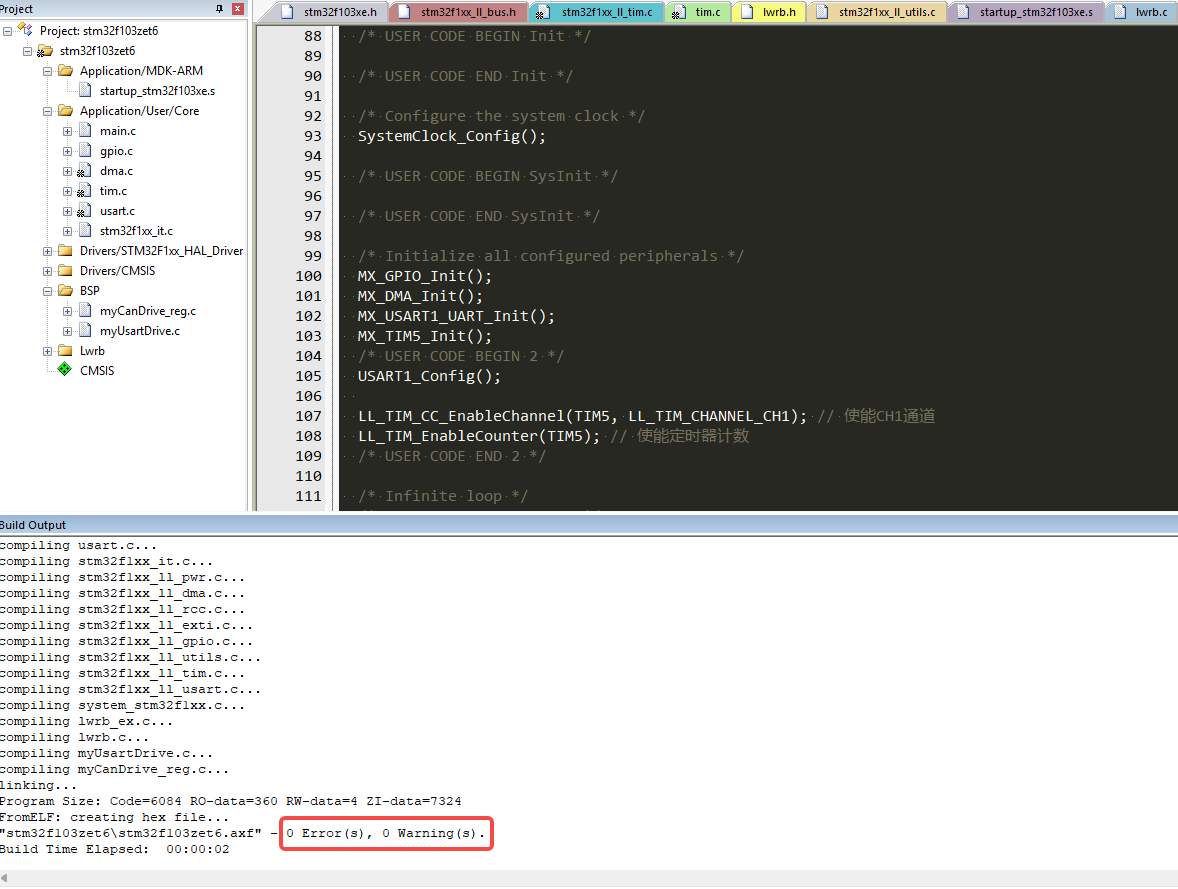 Project
Project: stm32f103zet6
stm32f103zet6
Application/MDK-ARM
startup_stm32f103xe.s
Application/User/Core
main.c
gpio.c
dma.c
tim.c
usart.c
stm32f1xx_it.c
Drivers/STM32F1xx_HAL_Driver
Drivers/CMSIS
BSP
myCanDrive_reg.c
myUsartDrive.c
Lwrb
CMSIS
stm32f103xe.h stm32f1xx_ll_bus.h stm32f1xx_ll_tim.c tim.c lwrb.h stm32f1xx_ll_utils.c startup_stm32f103xe.s lwrb.c
88 /* USER CODE BEGIN Init */
89
90 /* USER CODE END Init */
91
92 /* Configure the system clock */
93 SystemClock_Config();
94
95 /* USER CODE BEGIN SysInit */
96
97 /* USER CODE END SysInit */
98
99 /* Initialize all configured peripherals */
100 MX_GPIO_Init();
101 MX_DMA_Init();
102 MX_USART1_UART_Init();
103 MX_TIM5_Init();
104 /* USER CODE BEGIN 2 */
105 USART1_Config();
106
107 LL_TIM_CC_EnableChannel(TIM5, LL_TIM_CHANNEL_CH1); // 使能CH1通道
108 LL_TIM_EnableCounter(TIM5); // 使能定时器计数
109 /* USER CODE END 2 */
110
111 /* Infinite loop */
Build Output
compiling usart.c...
compiling stm32f1xx_it.c...
compiling stm32f1xx_ll_pwr.c...
compiling stm32f1xx_ll_dma.c...
compiling stm32f1xx_ll_rcc.c...
compiling stm32f1xx_ll_exti.c...
compiling stm32f1xx_ll_gpio.c...
compiling stm32f1xx_ll_utils.c...
compiling stm32f1xx_ll_tim.c...
compiling stm32f1xx_ll_usart.c...
compiling system_stm32f1xx.c...
compiling lwrb_ex.c...
compiling lwrb.c...
compiling myUsartDrive.c...
compiling myCanDrive_reg.c...
linking...
Program Size: Code=6084 RO-data=360 RW-data=4 ZI-data=7324
FromELF: creating hex file...
"stm32f103zet6\stm32f103zet6.axf" - 0 Error(s), 0 Warning(s).
Build Time Elapsed: 00:00:02